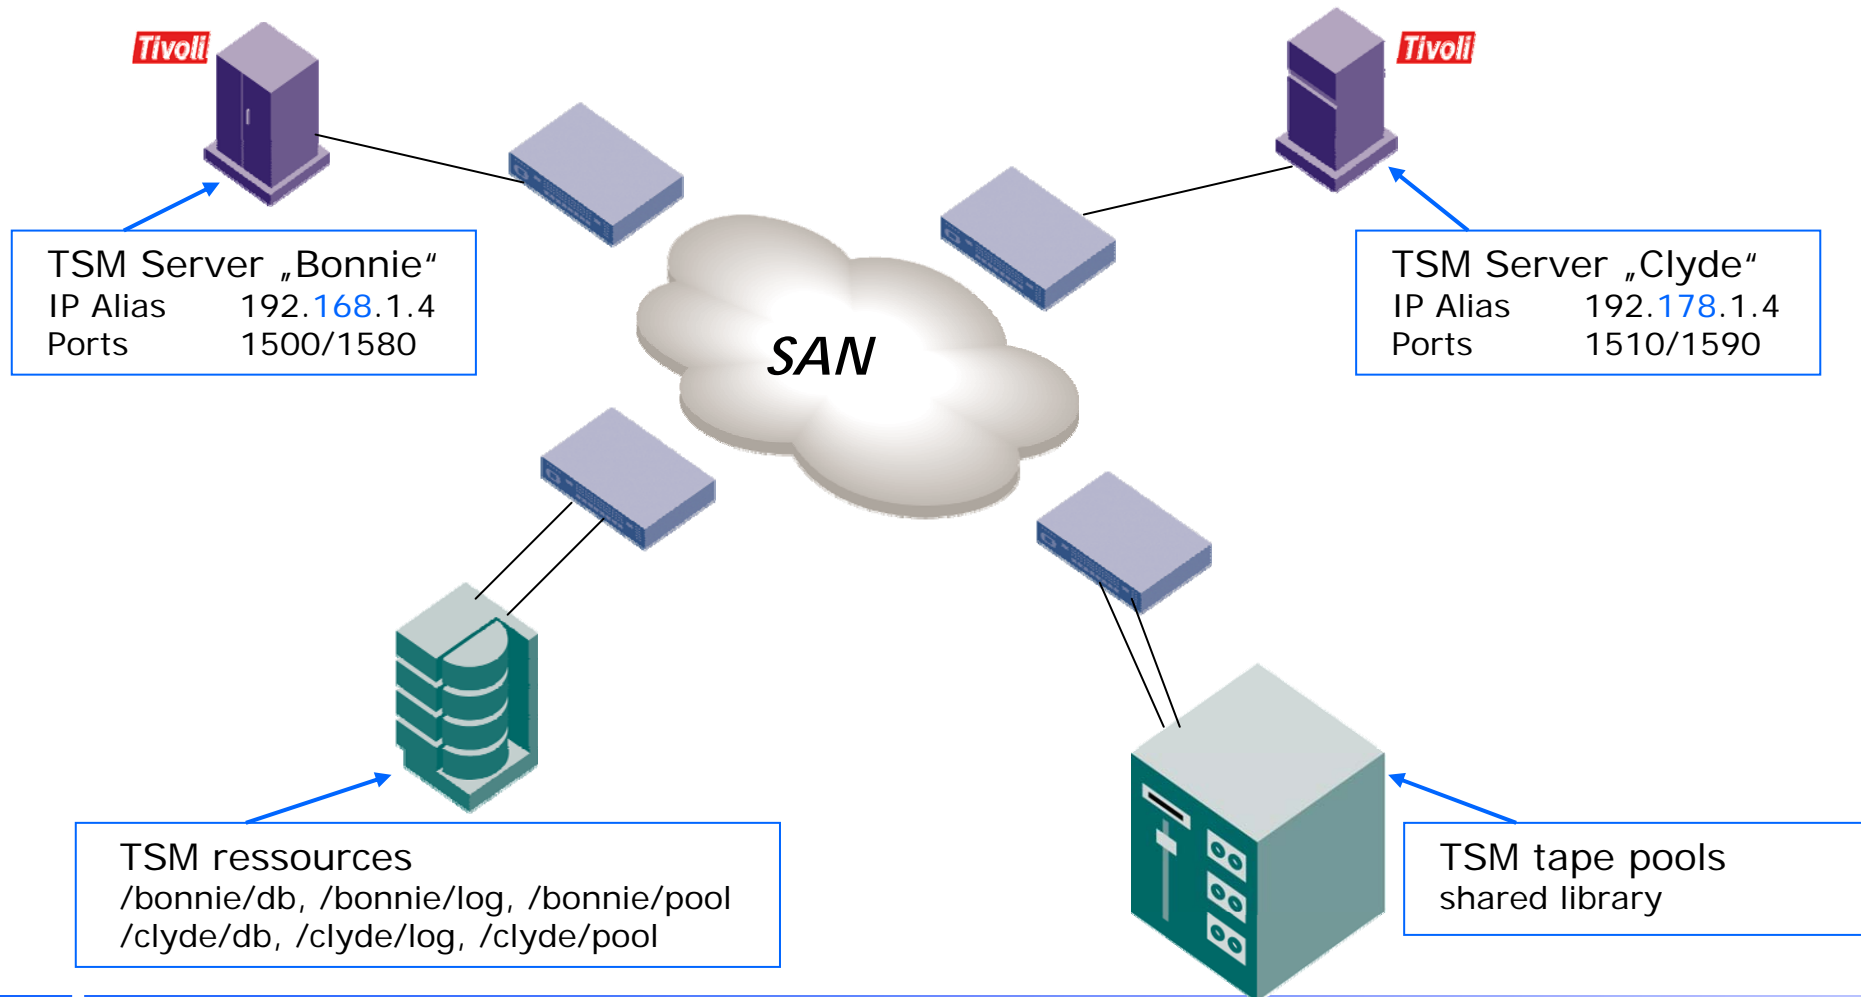 Tivoli
Tivoli
TSM Server „Bonnie“
IP Alias 192.168.1.4
Ports 1500/1580
TSM Server „Clyde“
IP Alias 192.178.1.4
Ports 1510/1590
SAN
TSM ressources
/bonnie/db, /bonnie/log, /bonnie/pool
/clyde/db, /clyde/log, /clyde/pool
TSM tape pools
shared library